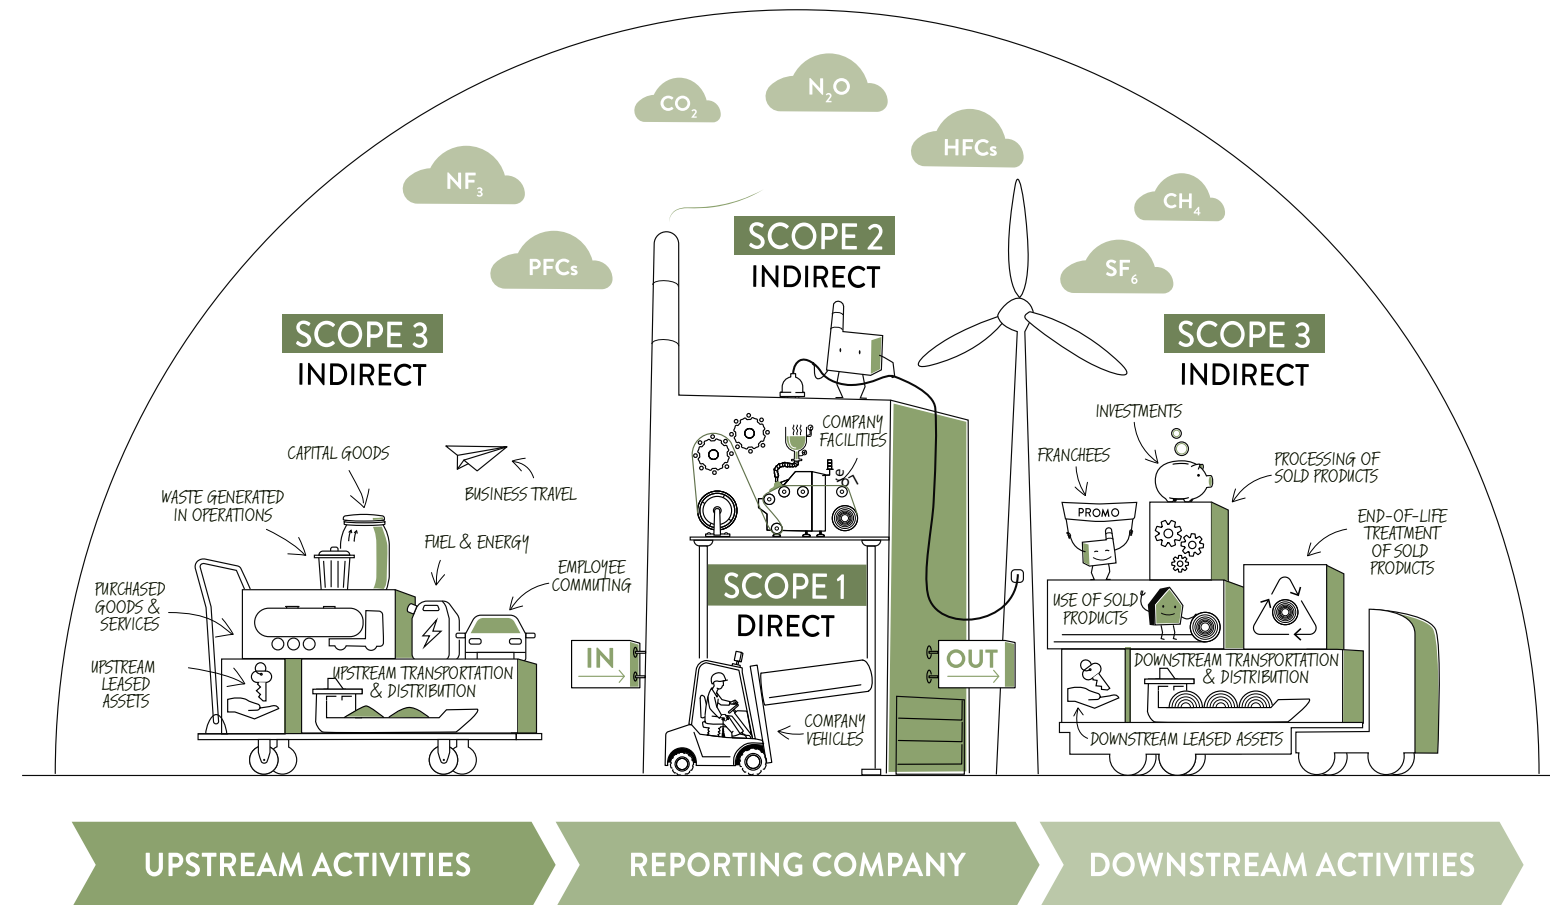 CO2
N2O
HFCs
NF3
CH4
PFCs
SF6
SCOPE 2
INDIRECT
SCOPE 3
INDIRECT
CAPITAL GOODS
BUSINESS TRAVEL
WASTE GENERATED
IN OPERATIONS
FUEL & ENERGY
EMPLOYEE
COMMUTING
PURCHASED
GOODS &
SERVICES
UPSTREAM
LEASED
ASSETS
UPSTREAM TRANSPORTATION
& DISTRIBUTION
COMPANY
FACILITIES
SCOPE 1
DIRECT
IN
OUT
COMPANY
VEHICLES
SCOPE 3
INDIRECT
INVESTMENTS
FRANCHEES
PROMO
PROCESSING OF
SOLD PRODUCTS
END-OF-LIFE
TREATMENT
OF SOLD
PRODUCTS
USE OF SOLD
PRODUCTS
DOWNSTREAM TRANSPORTATION
& DISTRIBUTION
DOWNSTREAM LEASED ASSETS
UPSTREAM ACTIVITIES
REPORTING COMPANY
DOWNSTREAM ACTIVITIES